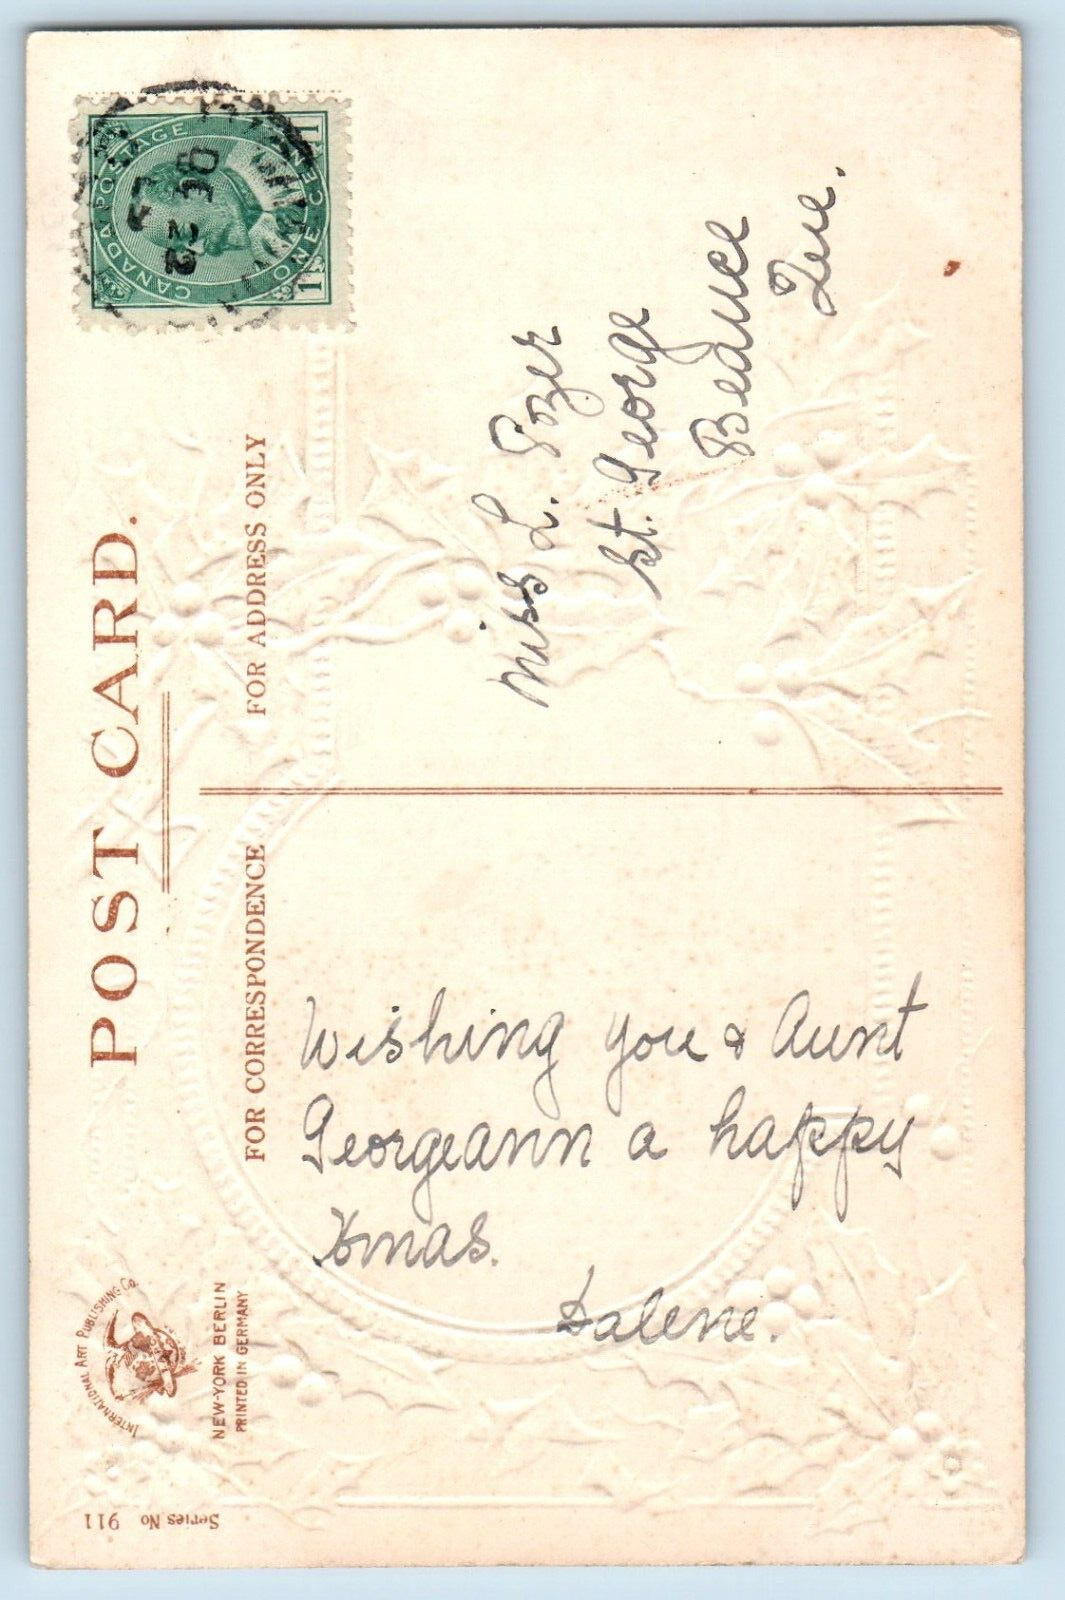 POST CARD.
FOR ADDRESS ONLY
CANADA POSTAGE
ONE CENT
1 1
22
10
Miss L. Pozer
St. George
Beauce
Que.
FOR CORRESPONDENCE
Wishing you & Aunt
Georgeann a happy
Xmas.
INTERNATIONAL ART PUBLISHING CO.
NEW-YORK BERLIN
PRINTED IN GERMANY
Series No 911